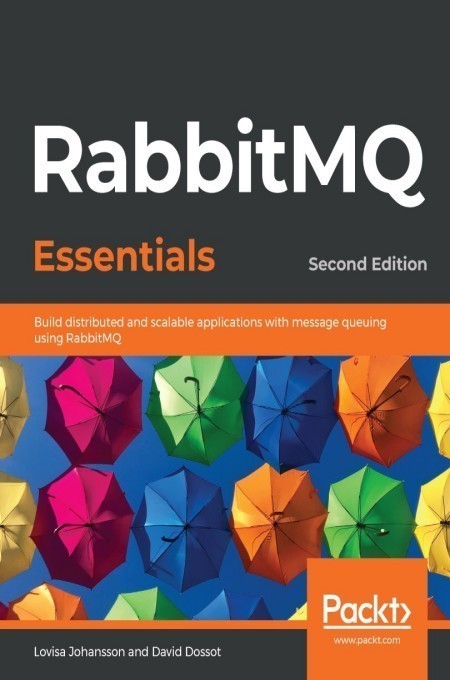 RabbitMQ
Essentials
Second Edition
Build distributed and scalable applications with message queuing
using RabbitMQ
Packt>
www.packt.com
Lovisa Johansson and David Dossot